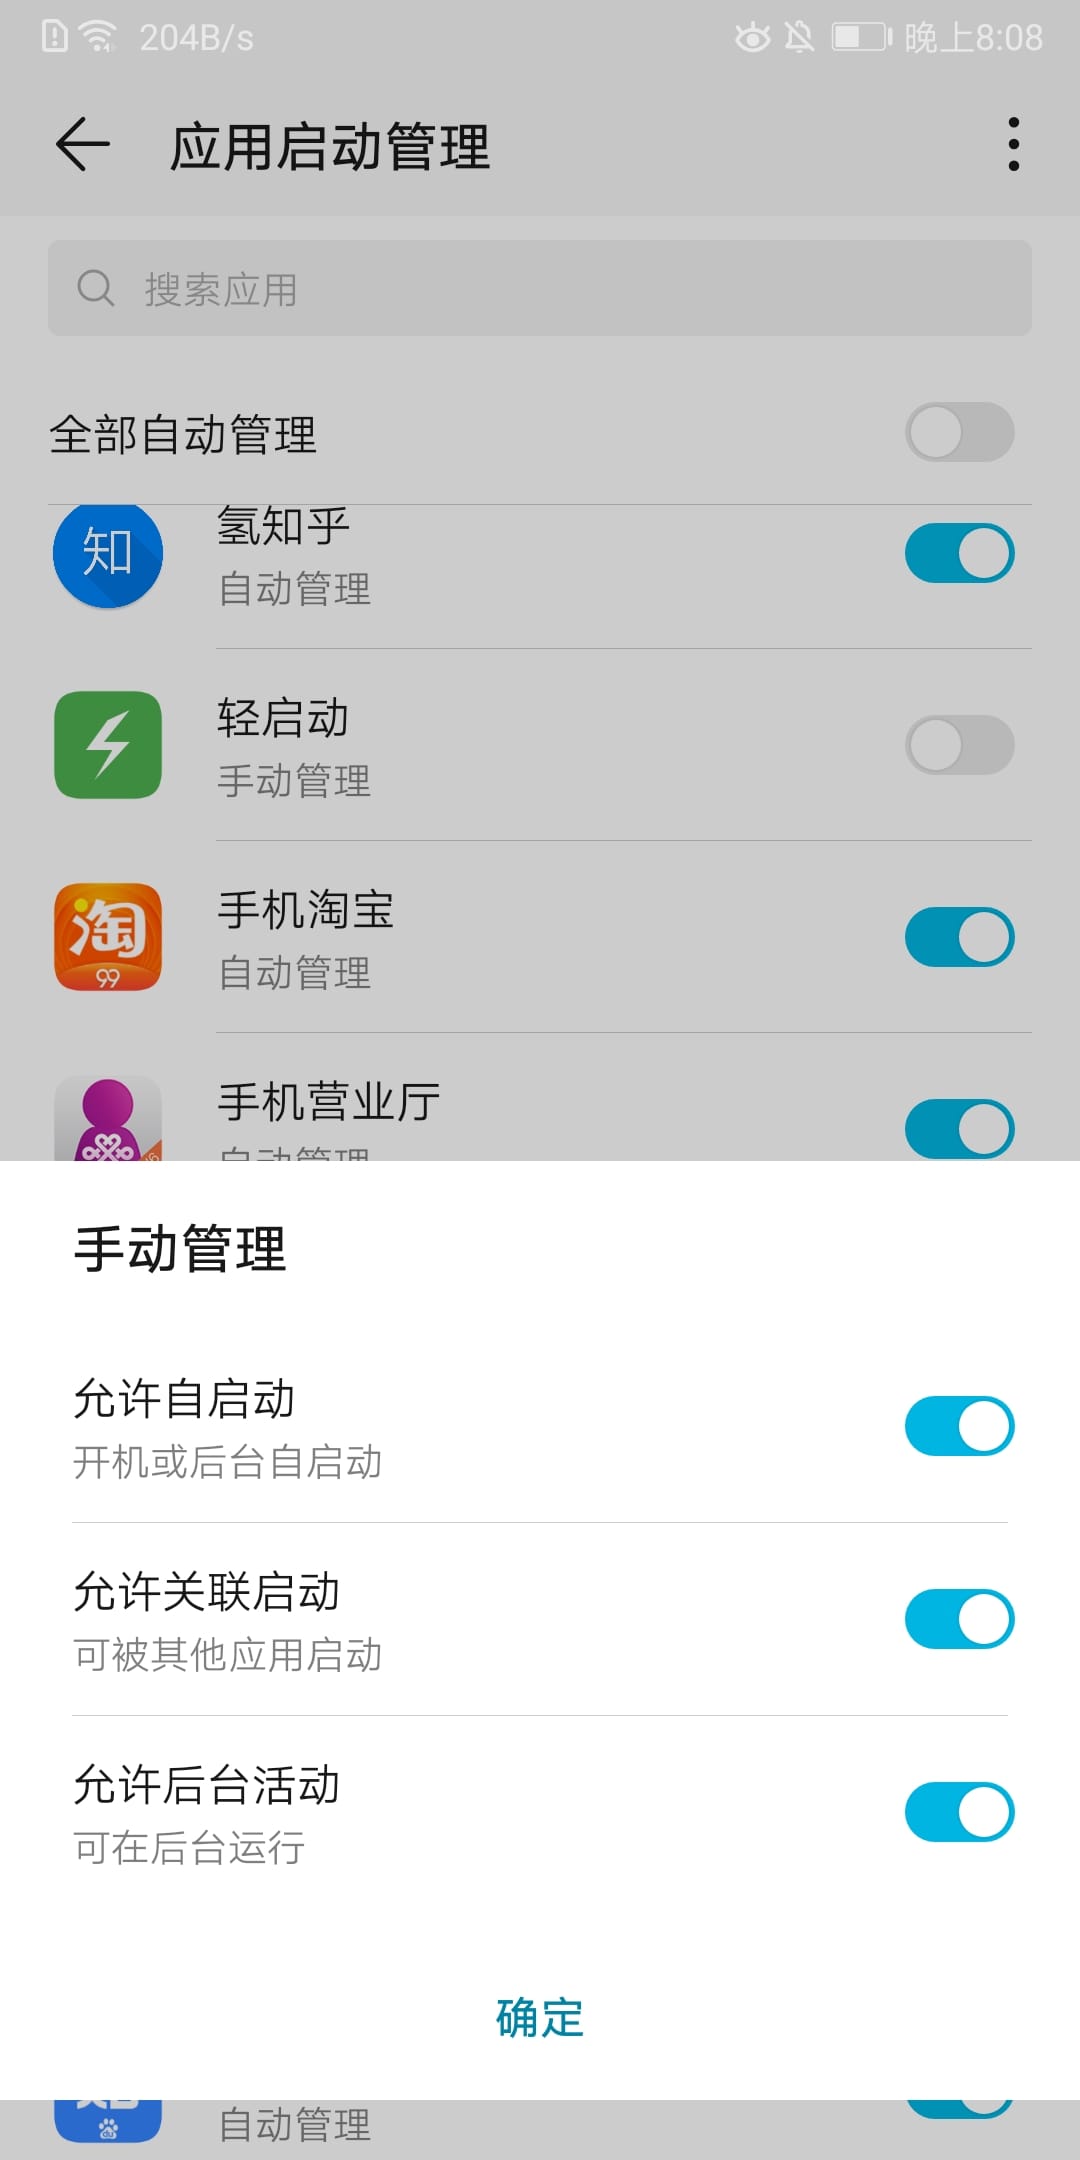 204B/s
晚上8:08
应用启动管理
搜索应用
全部自动管理
知
氢知乎
自动管理
轻启动
手动管理
淘
99
手机淘宝
自动管理
手机营业厅
自动管理
手动管理
允许自启动
开机或后台自启动
允许关联启动
可被其他应用启动
允许后台活动
可在后台运行
确定
自动管理